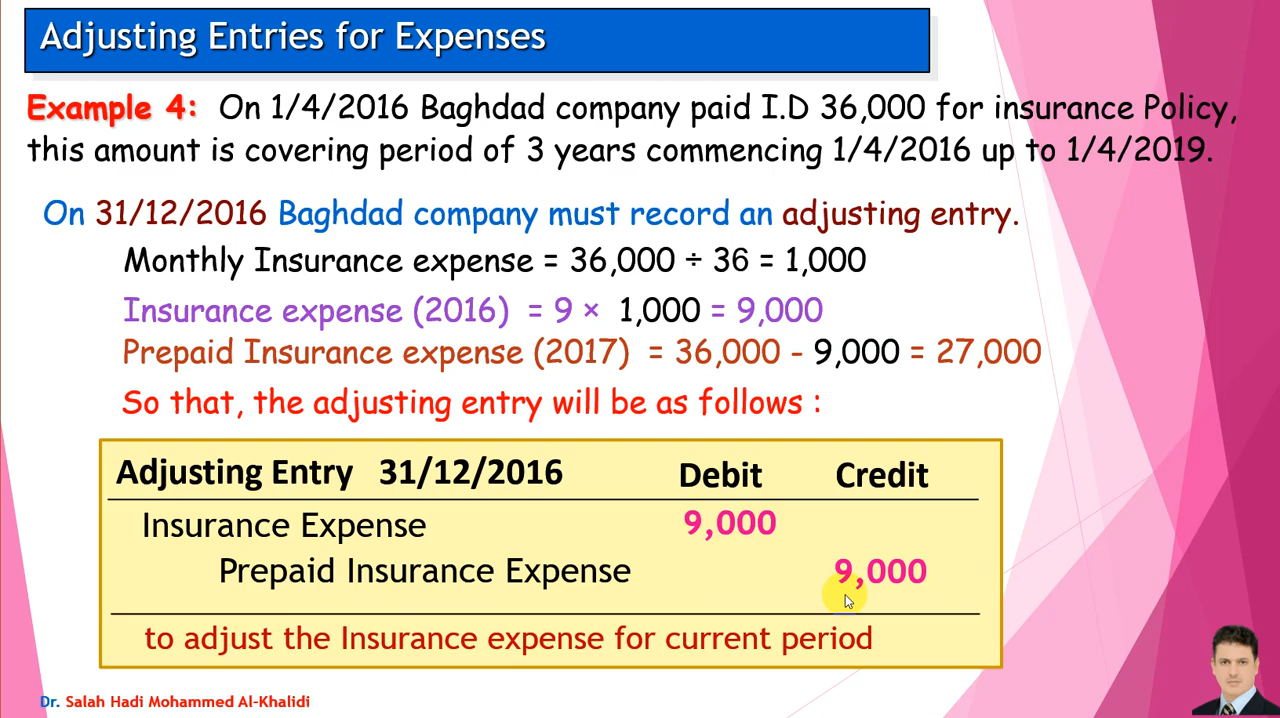 Adjusting Entries for Expenses
Example 4: On 1/4/2016 Baghdad company paid I.D 36,000 for insurance Policy,
this amount is covering period of 3 years commencing 1/4/2016 up to 1/4/2019.
On 31/12/2016 Baghdad company must record an adjusting entry.
Monthly Insurance expense = 36,000 ÷ 36 = 1,000
Insurance expense (2016) = 9 × 1,000 = 9,000
Prepaid Insurance expense (2017) = 36,000 - 9,000 = 27,000
So that, the adjusting entry will be as follows :
Adjusting Entry 31/12/2016 Debit Credit
Insurance Expense 9,000
Prepaid Insurance Expense 9,000
to adjust the Insurance expense for current period
Dr. Salah Hadi Mohammed Al-Khalidi